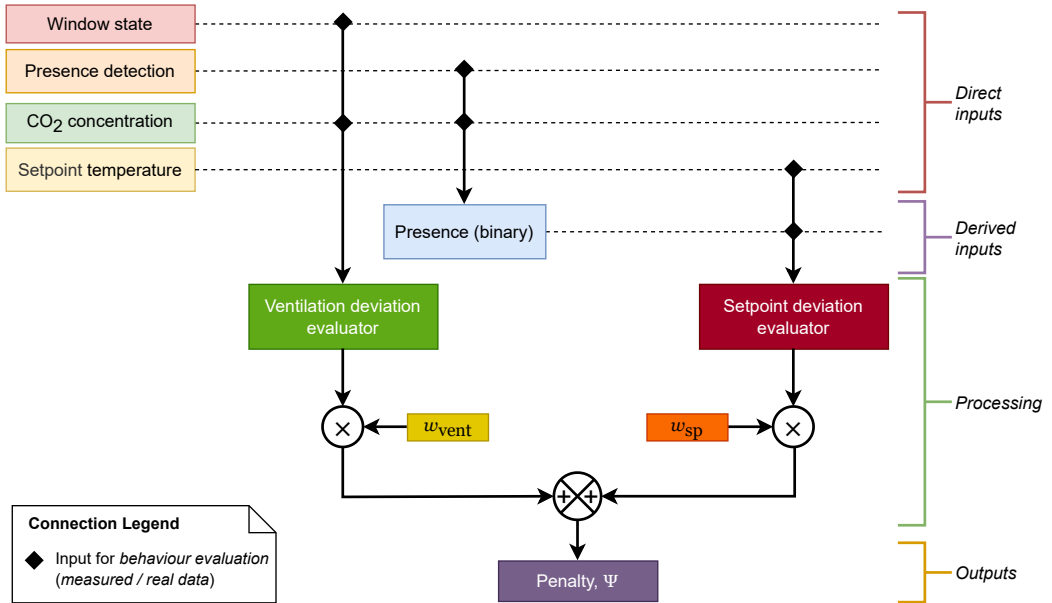 Window state
Presence detection
CO₂ concentration
Setpoint temperature
Direct
inputs
Presence (binary)
Derived
inputs
Ventilation deviation
evaluator
Setpoint deviation
evaluator
Processing
×
w_vent
w_sp
×
+ +
Connection Legend
Input for behaviour evaluation
(measured / real data)
Penalty, Ψ
Outputs